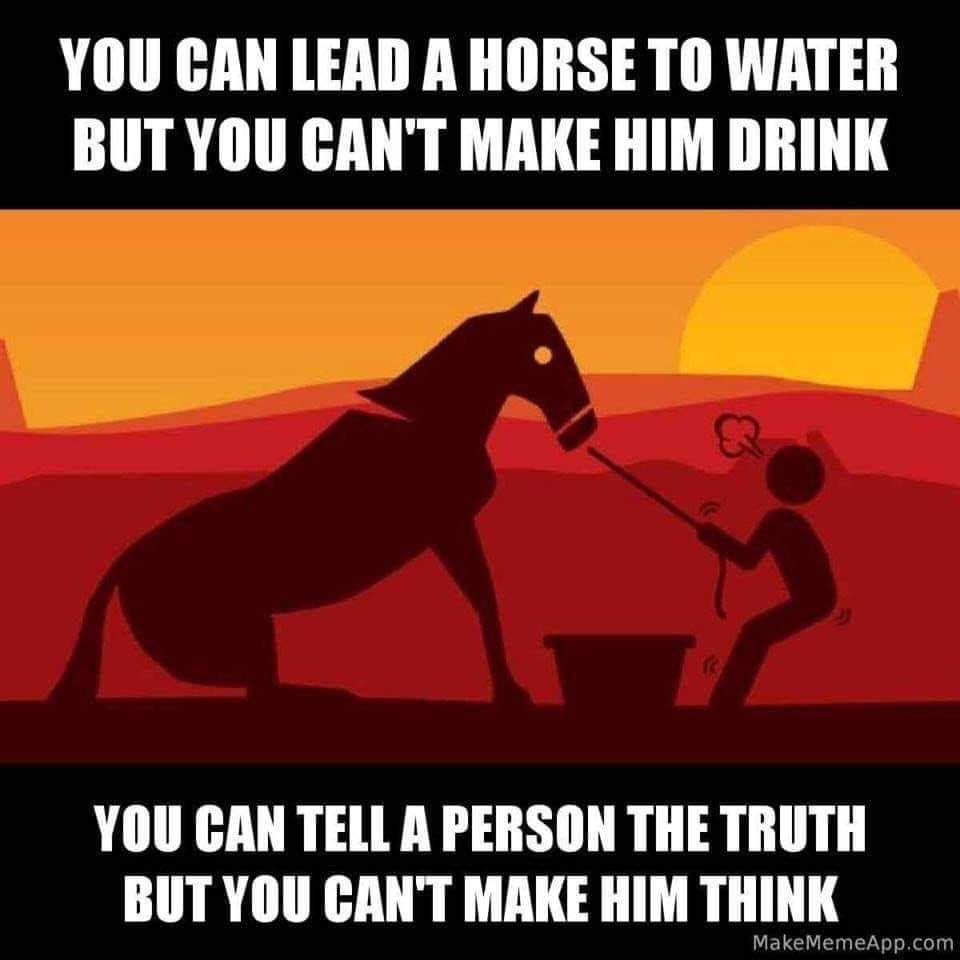 YOU CAN LEAD A HORSE TO WATER
BUT YOU CAN'T MAKE HIM DRINK
YOU CAN TELL A PERSON THE TRUTH
BUT YOU CAN'T MAKE HIM THINK
MakeMemeApp.com